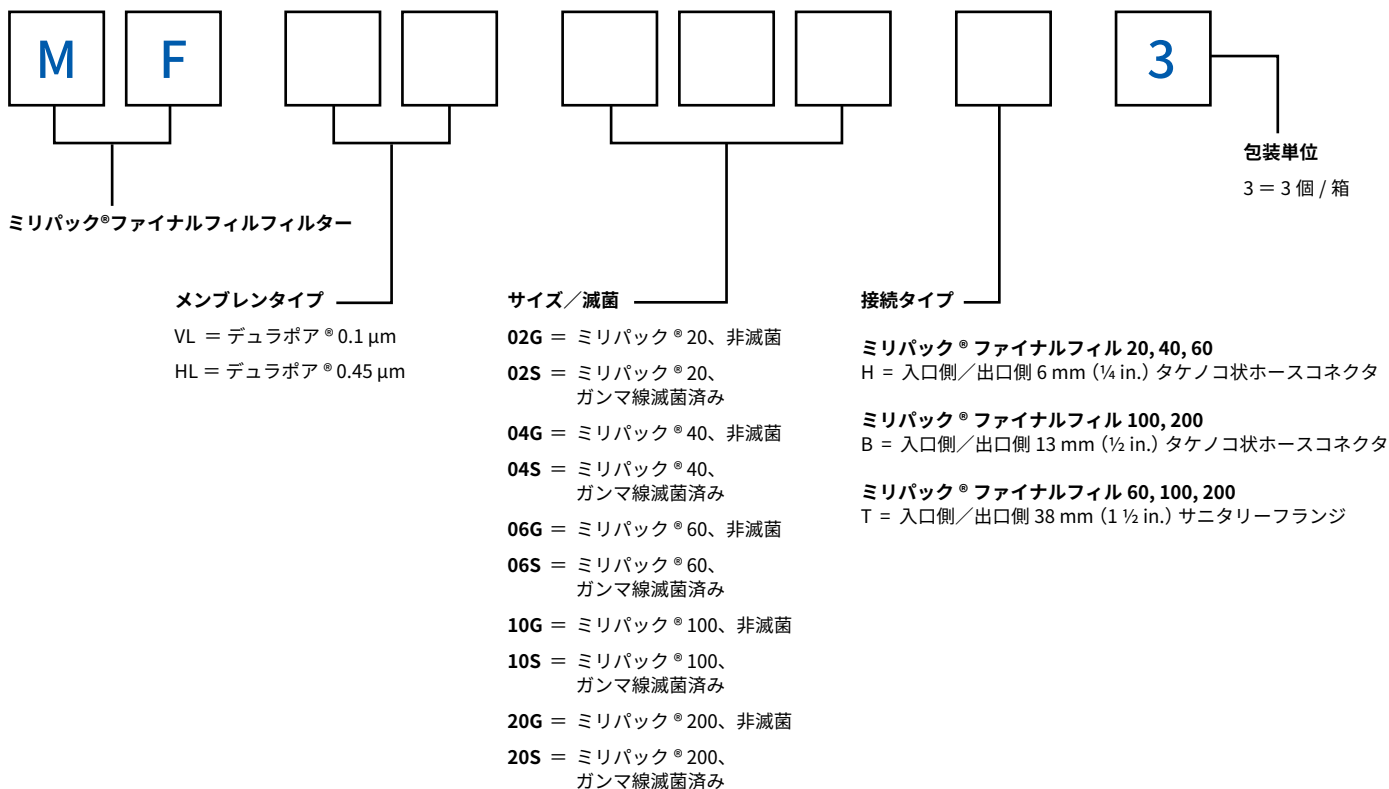 M F 3
包装単位
3 = 3 個 / 箱
ミリパック®ファイナルフィルフィルター
メンブレンタイプ
VL = デュラポア ® 0.1 µm
HL = デュラポア ® 0.45 µm
サイズ／滅菌
02G = ミリパック ® 20、非滅菌
02S = ミリパック ® 20、
ガンマ線滅菌済み
04G = ミリパック ® 40、非滅菌
04S = ミリパック ® 40、
ガンマ線滅菌済み
06G = ミリパック ® 60、非滅菌
06S = ミリパック ® 60、
ガンマ線滅菌済み
10G = ミリパック ® 100、非滅菌
10S = ミリパック ® 100、
ガンマ線滅菌済み
20G = ミリパック ® 200、非滅菌
20S = ミリパック ® 200、
ガンマ線滅菌済み
接続タイプ
ミリパック ® ファイナルフィル 20, 40, 60
H = 入口側／出口側 6 mm（¼ in.）タケノコ状ホースコネクタ
ミリパック ® ファイナルフィル 100, 200
B = 入口側／出口側 13 mm（½ in.）タケノコ状ホースコネクタ
ミリパック ® ファイナルフィル 60, 100, 200
T = 入口側／出口側 38 mm（1 ½ in.）サニタリーフランジ